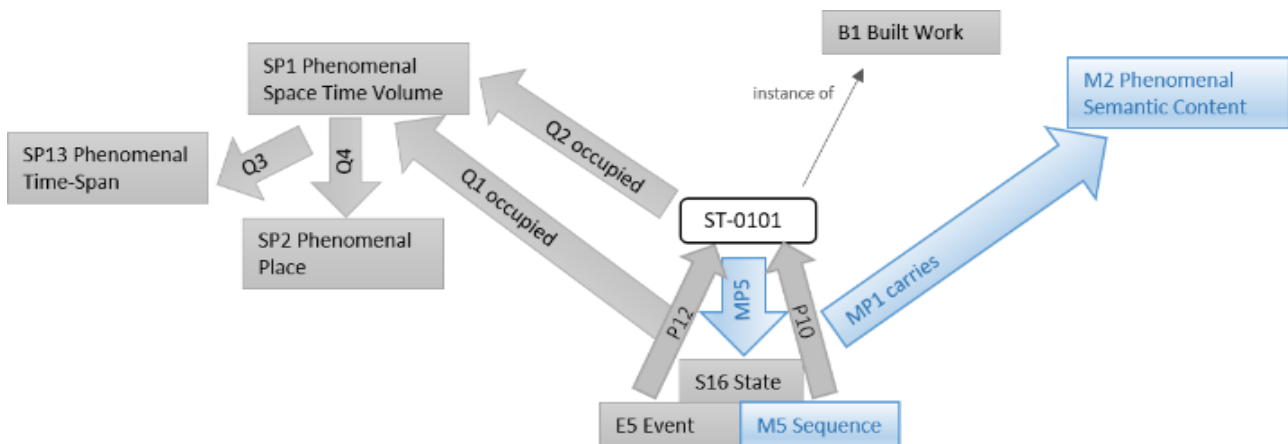 B1 Built Work
SP1 Phenomenal
Space Time Volume
M2 Phenomenal
Semantic Content
instance of
Q2 occupied
SP13 Phenomenal
Time-Span
Q3
Q4
Q1 occupied
ST-0101
SP2 Phenomenal
Place
MP5
P12
P10
MP1 carries
S16 State
E5 Event
M5 Sequence